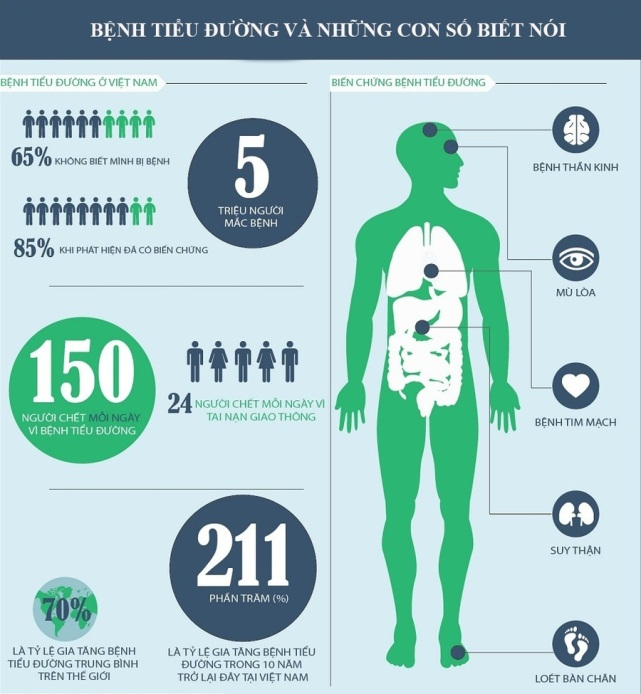 BỆNH TIỂU ĐƯỜNG VÀ NHỮNG CON SỐ BIẾT NÓI
BỆNH TIỂU ĐƯỜNG Ở VIỆT NAM
65% KHÔNG BIẾT MÌNH BỊ BỆNH
5
TRIỆU NGƯỜI
MẮC BỆNH
85% KHI PHÁT HIỆN ĐÃ CÓ BIẾN CHỨNG
150
NGƯỜI CHẾT MỖI NGÀY
VÌ BỆNH TIỂU ĐƯỜNG
24 NGƯỜI CHẾT MỖI NGÀY VÌ
TAI NẠN GIAO THÔNG
70%
LÀ TỶ LỆ GIA TĂNG BỆNH
TIỂU ĐƯỜNG TRUNG BÌNH
TRÊN THẾ GIỚI
211
PHẦN TRĂM (%)
LÀ TỶ LỆ GIA TĂNG BỆNH TIỂU
ĐƯỜNG TRONG 10 NĂM
TRỞ LẠI ĐÂY TẠI VIỆT NAM
BIẾN CHỨNG BỆNH TIỂU ĐƯỜNG
BỆNH THẦN KINH
MÙ LÒA
BỆNH TIM MẠCH
SUY THẬN
LOÉT BÀN CHÂN